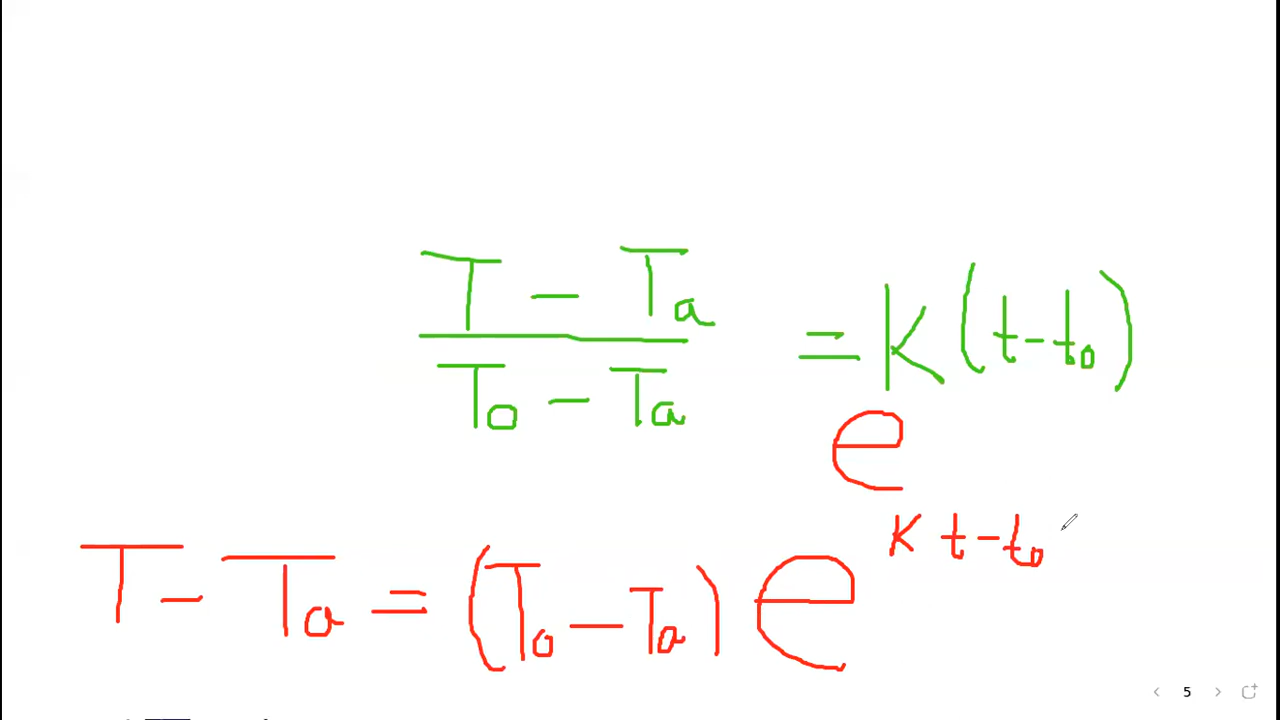 T - Ta
T0 - Ta = K(t-t0)
e
T - Ta = (T0 - Ta) e K t - t0
5